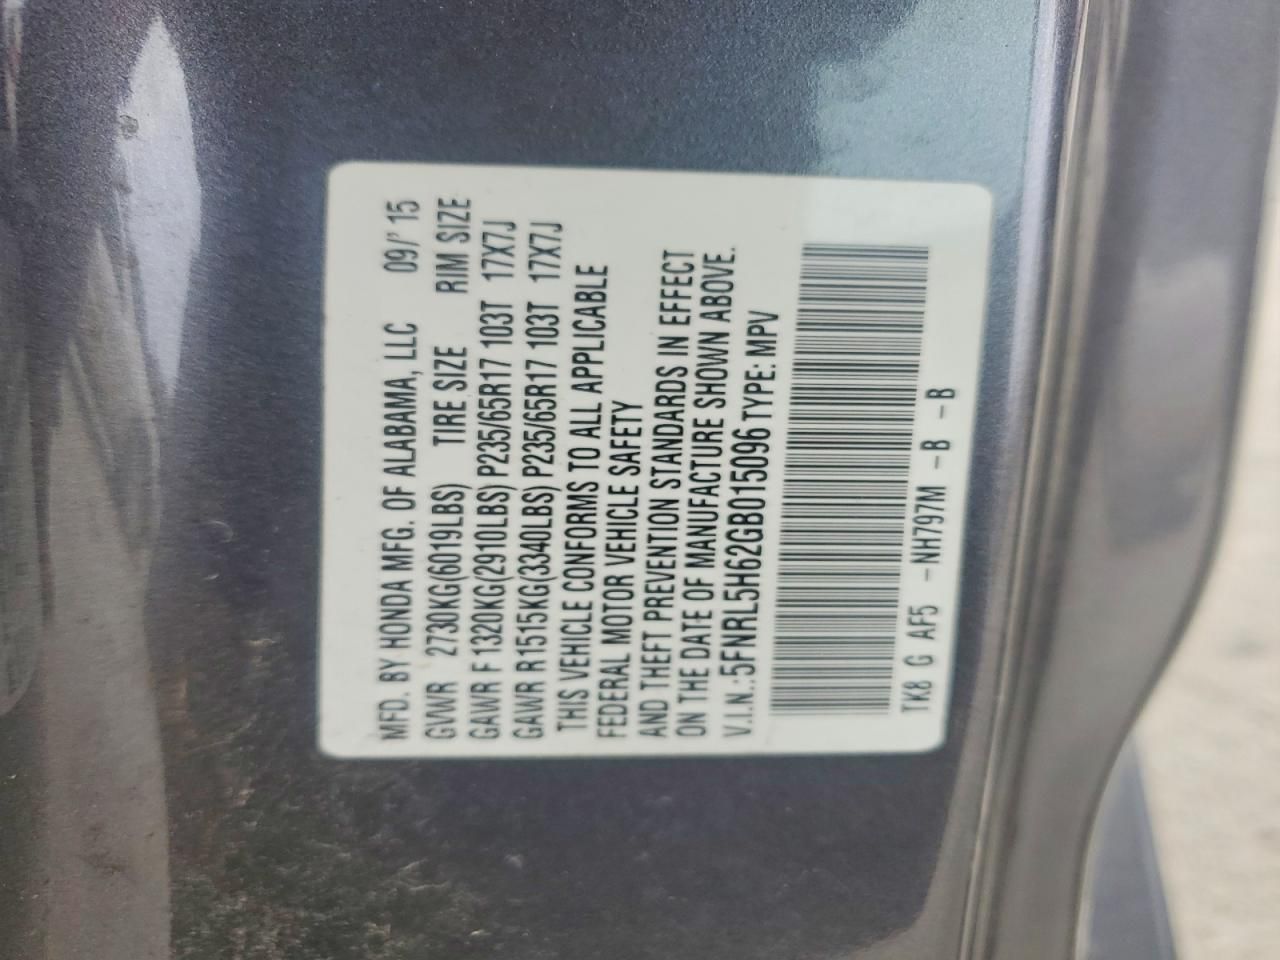 MFD. BY HONDA MFG. OF ALABAMA, LLC 09/'15
GVWR 2730KG(6019LBS) TIRE SIZE RIM SIZE
GAWR F 1320KG(2910LBS) P235/65R17 103T 17X7J
GAWR R1515KG(3340LBS) P235/65R17 103T 17X7J
THIS VEHICLE CONFORMS TO ALL APPLICABLE
FEDERAL MOTOR VEHICLE SAFETY
AND THEFT PREVENTION STANDARDS IN EFFECT
ON THE DATE OF MANUFACTURE SHOWN ABOVE.
V.I.N.:5FNRL5H62GB015096 TYPE: MPV
TK8 G AF5 -NH797M -B -B